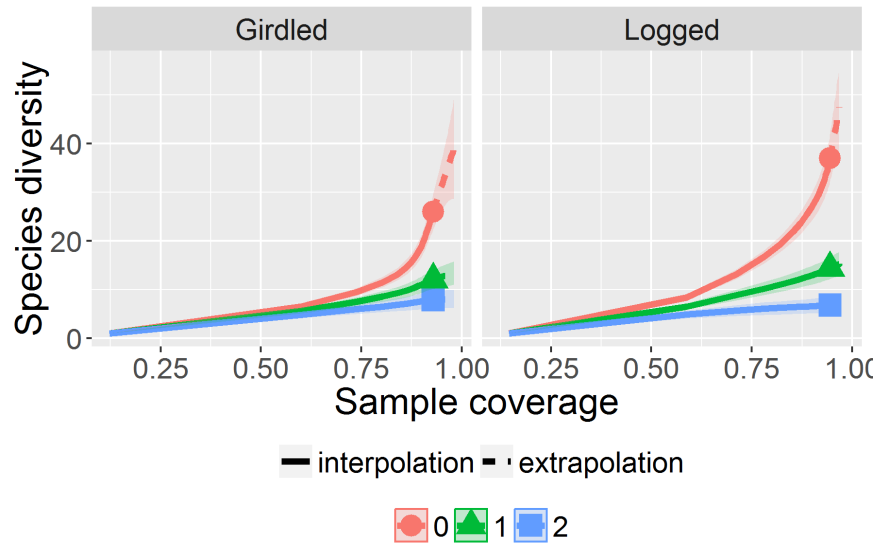 Girdled Logged
Species diversity
40
20
0
0.25 0.50 0.75 1.00 0.25 0.50 0.75 1.00
Sample coverage
interpolation extrapolation
0 1 2